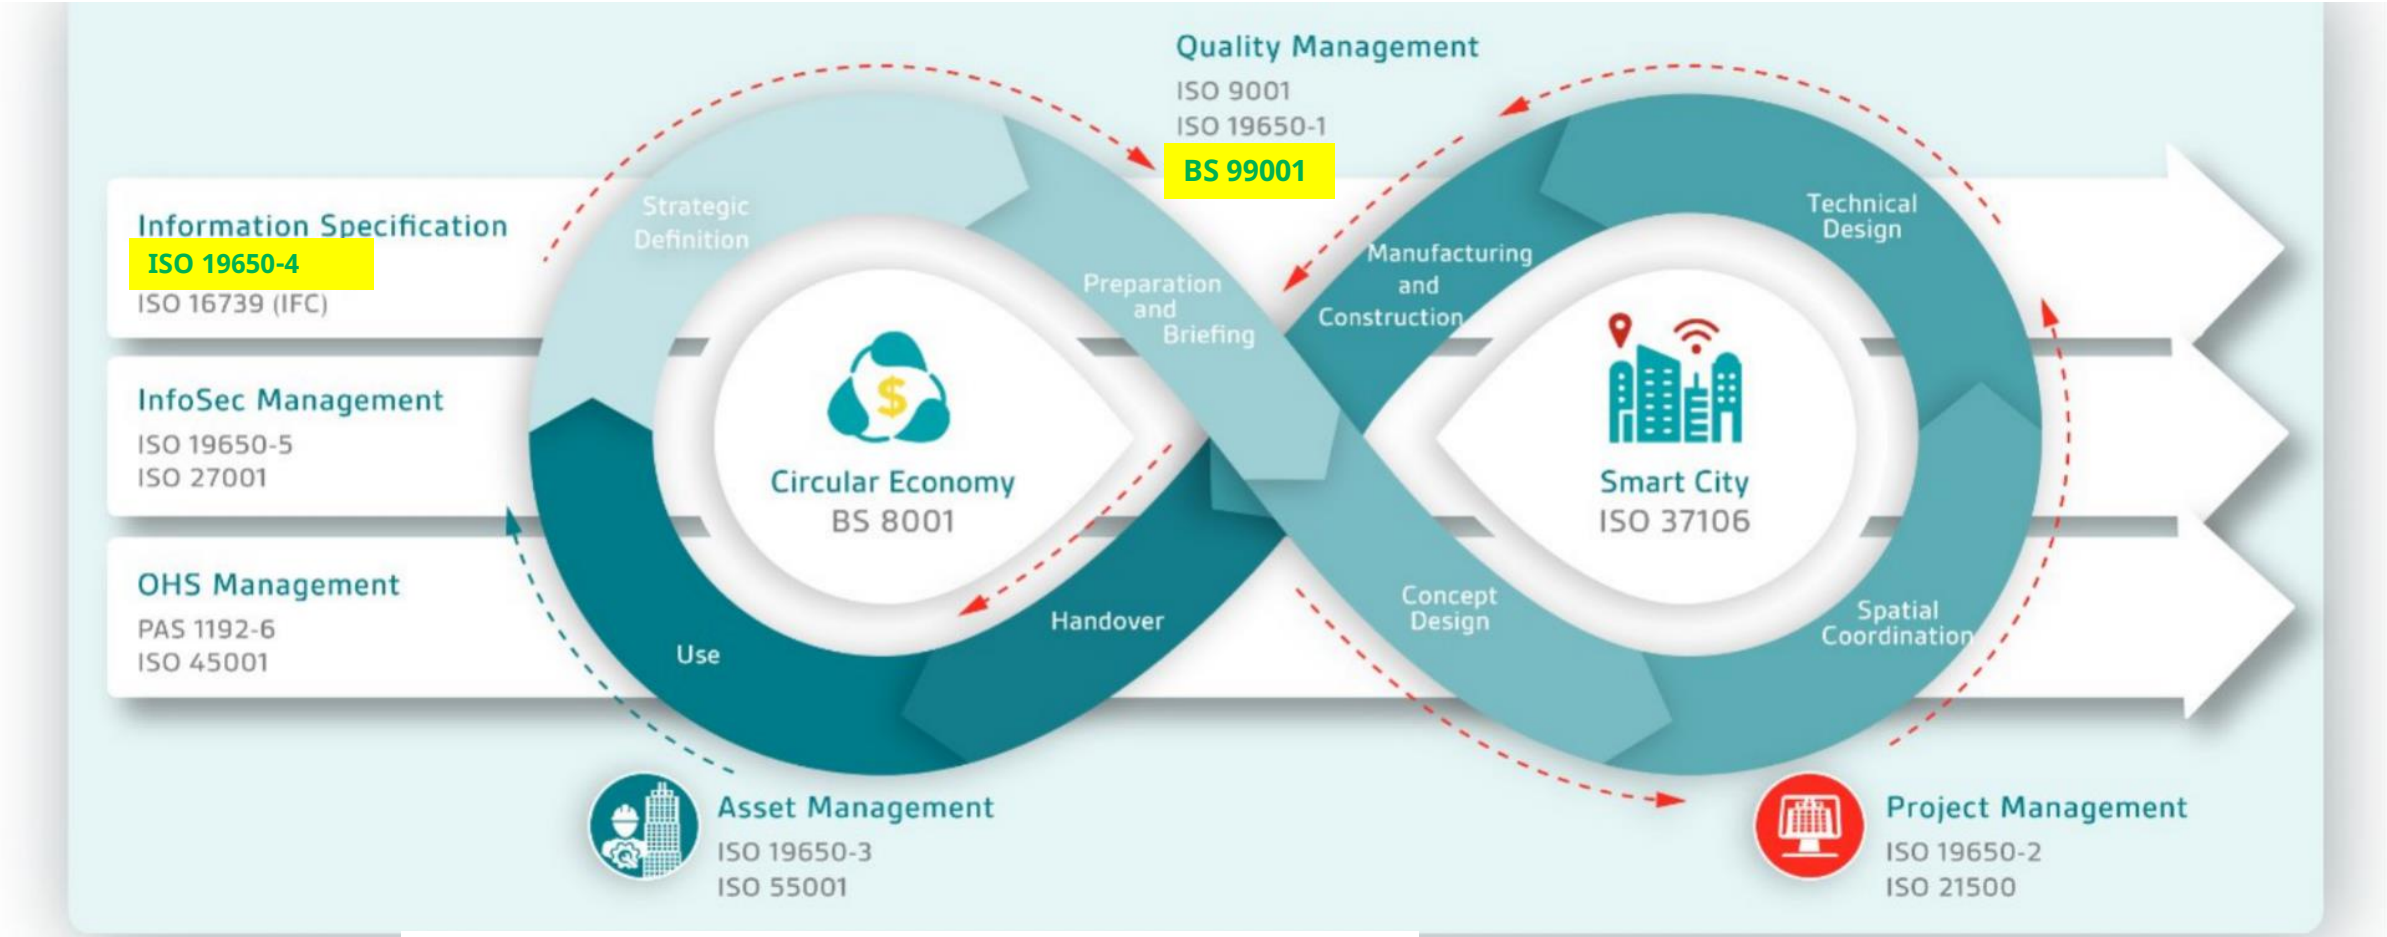 Quality Management
ISO 9001
ISO 19650-1
BS 99001
Information Specification
ISO 19650-4
ISO 16739 (IFC)
InfoSec Management
ISO 19650-5
ISO 27001
OHS Management
PAS 1192-6
ISO 45001
Strategic
Definition
Preparation
and
Briefing
Manufacturing
and
Construction
Technical
Design
$
Circular Economy
BS 8001
Smart City
ISO 37106
Handover
Use
Concept
Design
Spatial
Coordination
Asset Management
ISO 19650-3
ISO 55001
Project Management
ISO 19650-2
ISO 21500